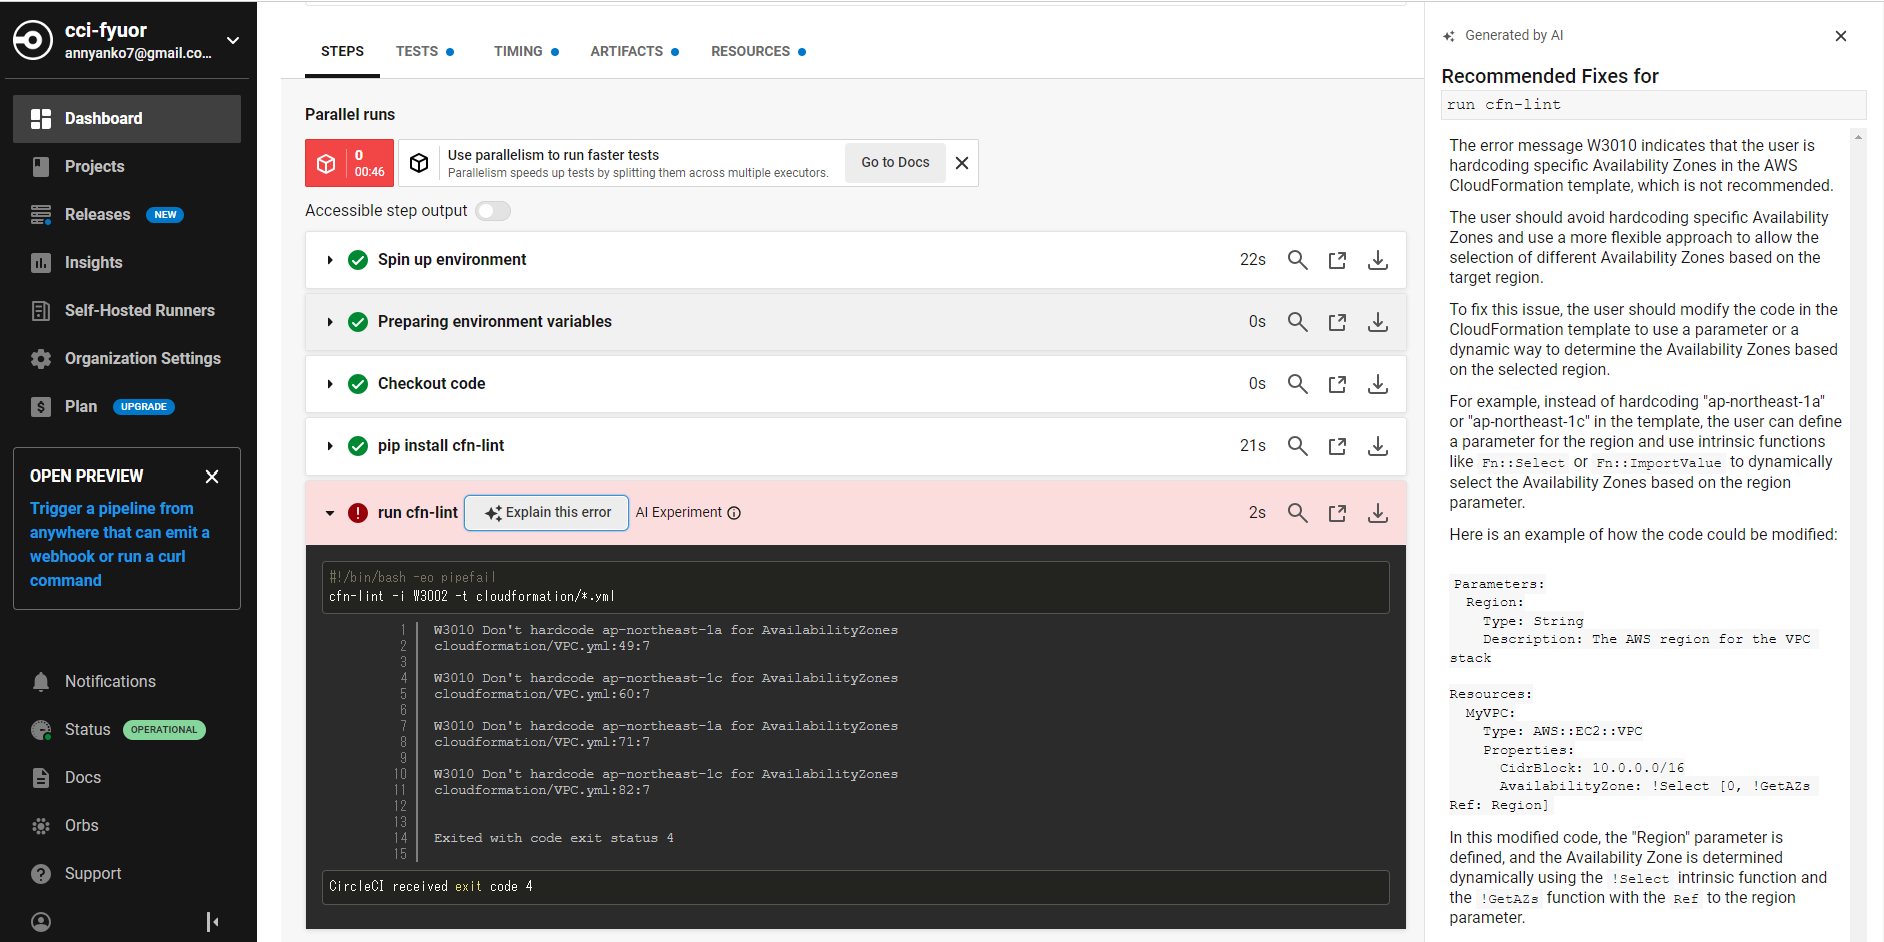 cci-fyuor
annyanko7@gmail.co...
Dashboard
Projects
Releases NEW
Insights
Self-Hosted Runners
Organization Settings
Plan UPGRADE
OPEN PREVIEW
Trigger a pipeline from
anywhere that can emit a
webhook or run a curl
command
Notifications
Status OPERATIONAL
Docs
Orbs
Support
STEPS TESTS TIMING ARTIFACTS RESOURCES
Parallel runs
0
00:46
Use parallelism to run faster tests
Parallelism speeds up tests by splitting them across multiple executors.
Go to Docs
Accessible step output
Spin up environment 22s
Preparing environment variables 0s
Checkout code 0s
pip install cfn-lint 21s
run cfn-lint Explain this error AI Experiment 2s
#!/bin/bash -eo pipefail
cfn-lint -i W3002 -t cloudformation/*.yml
1 W3010 Don't hardcode ap-northeast-1a for AvailabilityZones
2 cloudformation/VPC.yml:49:7
3
4 W3010 Don't hardcode ap-northeast-1c for AvailabilityZones
5 cloudformation/VPC.yml:60:7
6
7 W3010 Don't hardcode ap-northeast-1a for AvailabilityZones
8 cloudformation/VPC.yml:71:7
9
10 W3010 Don't hardcode ap-northeast-1c for AvailabilityZones
11 cloudformation/VPC.yml:82:7
12
13
14 Exited with code exit status 4
15
CircleCI received exit code 4
Generated by AI
Recommended Fixes for
run cfn-lint
The error message W3010 indicates that the user is
hardcoding specific Availability Zones in the AWS
CloudFormation template, which is not recommended.
The user should avoid hardcoding specific Availability
Zones and use a more flexible approach to allow the
selection of different Availability Zones based on the
target region.
To fix this issue, the user should modify the code in the
CloudFormation template to use a parameter or a
dynamic way to determine the Availability Zones based
on the selected region.
For example, instead of hardcoding "ap-northeast-1a"
or "ap-northeast-1c" in the template, the user can define
a parameter for the region and use intrinsic functions
like Fn::Select or Fn::ImportValue to dynamically
select the Availability Zones based on the region
parameter.
Here is an example of how the code could be modified:
Parameters:
Region:
Type: String
Description: The AWS region for the VPC
stack
Resources:
MyVPC:
Type: AWS::EC2::VPC
Properties:
CidrBlock: 10.0.0.0/16
AvailabilityZone: !Select [0, !GetAZs
Ref: Region]
In this modified code, the "Region" parameter is
defined, and the Availability Zone is determined
dynamically using the !Select intrinsic function and
the !GetAZs function with the Ref to the region
parameter.